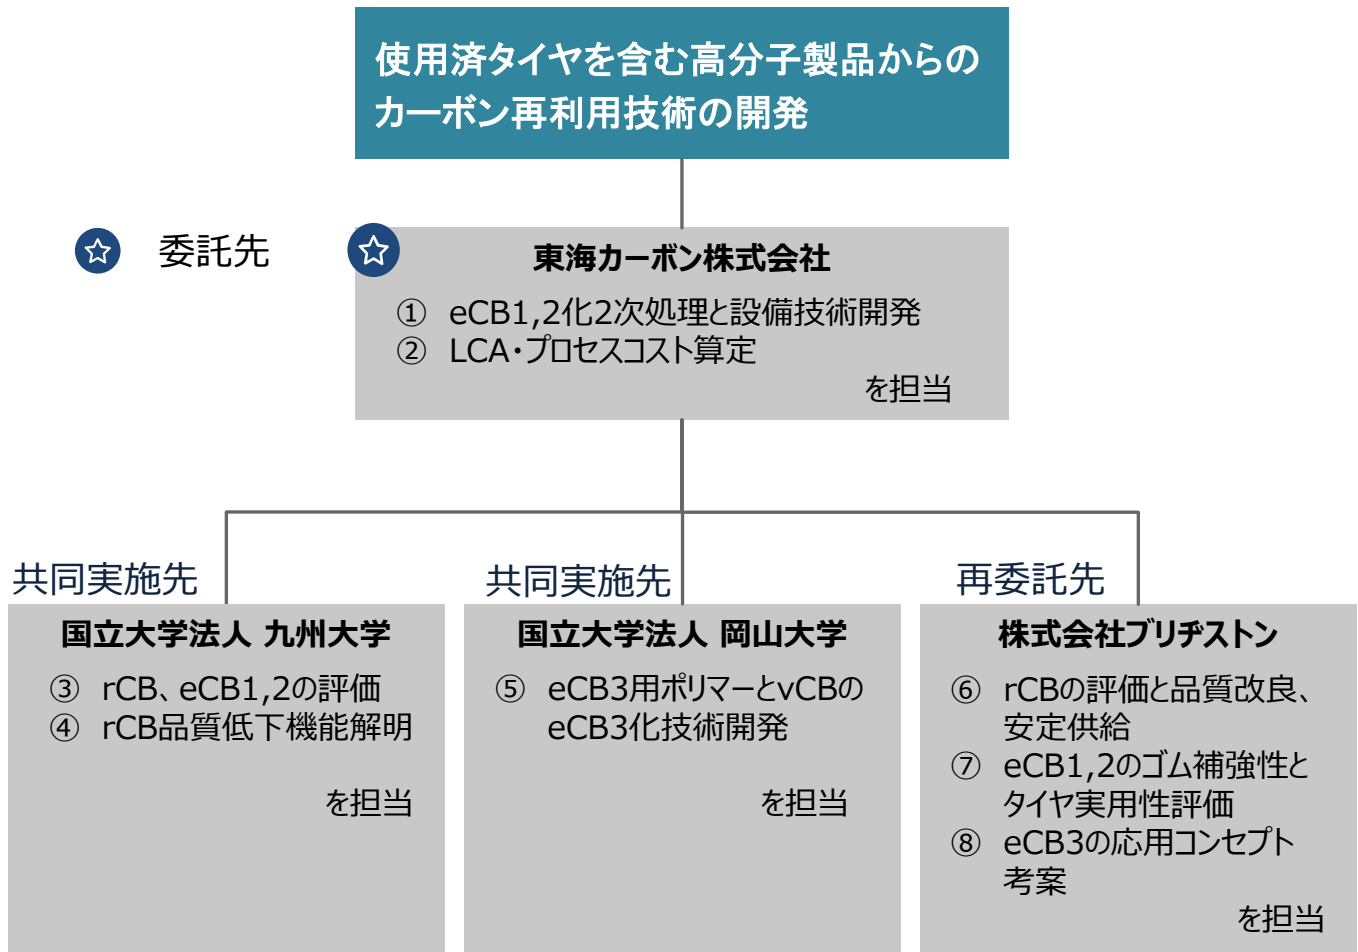 使用済タイヤを含む高分子製品からの
カーボン再利用技術の開発
委託先
東海カーボン株式会社
① eCB1,2化2次処理と設備技術開発
② LCA・プロセスコスト算定
を担当
共同実施先
国立大学法人 九州大学
③ rCB、eCB1,2の評価
④ rCB品質低下機能解明
を担当
共同実施先
国立大学法人 岡山大学
⑤ eCB3用ポリマーとvCBの
eCB3化技術開発
を担当
再委託先
株式会社ブリヂストン
⑥ rCBの評価と品質改良、
安定供給
⑦ eCB1,2のゴム補強性と
タイヤ実用性評価
⑧ eCB3の応用コンセプト
考案
を担当